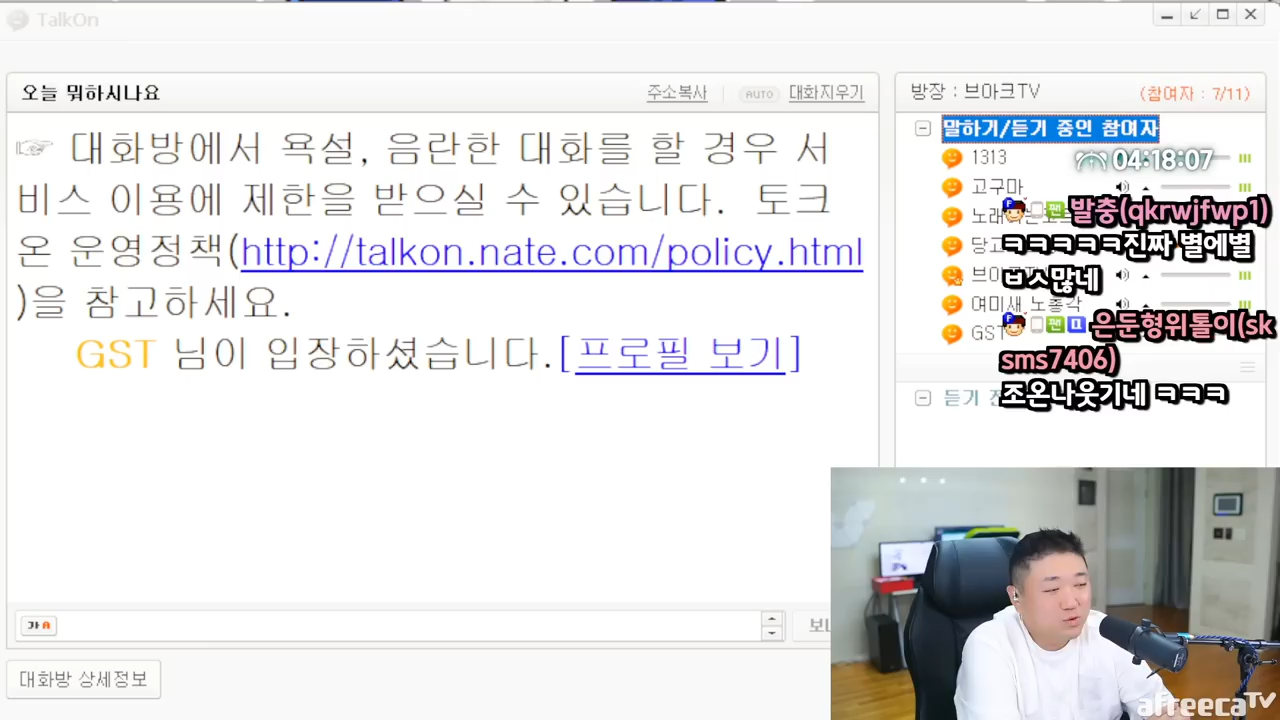 TalkOn
오늘 뭐하시나요
주소복사
AUTO
대화지우기
☞ 대화방에서 욕설, 음란한 대화를 할 경우 서
비스 이용에 제한을 받으실 수 있습니다. 토크
온 운영정책(http://talkon.nate.com/policy.html
)을 참고하세요.
GST 님이 입장하셨습니다.[프로필 보기]
가A
대화방 상세정보
방장 : 브아크TV
(참여자 : 7/11)
말하기/듣기 중인 참여자
1313
04:18:07
고구마
발충(qkrwjfwp1)
ㅋㅋㅋㅋㅋ진짜 별에별
ㅂㅅ많네
여미새 노총각
GST
은둔형위톨이(sk
sms7406)
조온나웃기네 ㅋㅋㅋ
듣기
afreecaTV